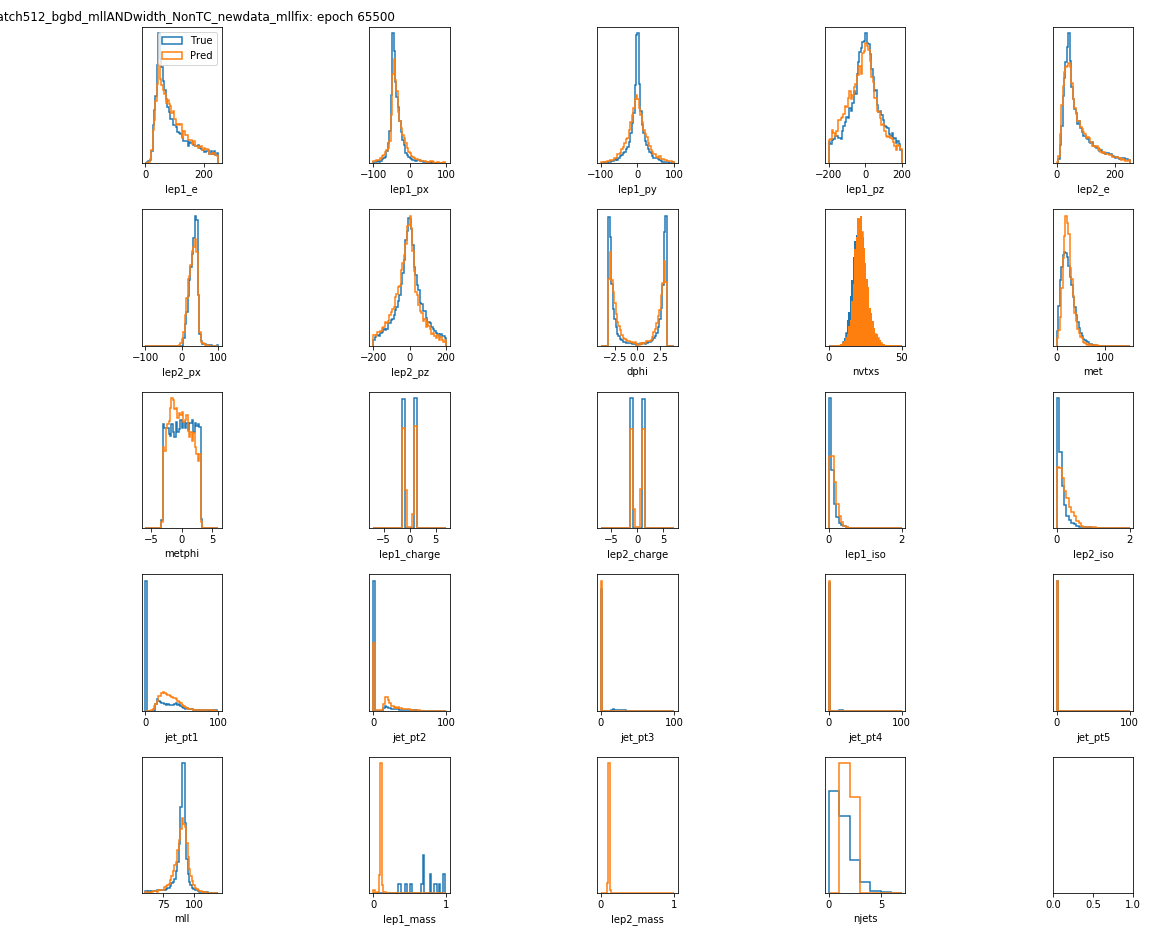 atch512_bgbd_mllANDwidth_NonTC_newdata_mllfix: epoch 65500
True
Pred
0 200
lep1_e
−100 0 100
lep1_px
−100 0 100
lep1_py
−200 0 200
lep1_pz
0 200
lep2_e
−100 0 100
lep2_px
−200 0 200
lep2_pz
−2.5 0.0 2.5
dphi
0 50
nvtxs
0 100
met
−5 0 5
metphi
−5 0 5
lep1_charge
−5 0 5
lep2_charge
0 2
lep1_iso
0 2
lep2_iso
0 100
jet_pt1
0 100
jet_pt2
0 100
jet_pt3
0 100
jet_pt4
0 100
jet_pt5
75 100
mll
0 1
lep1_mass
0 1
lep2_mass
0 5
njets
0.0 0.5 1.0